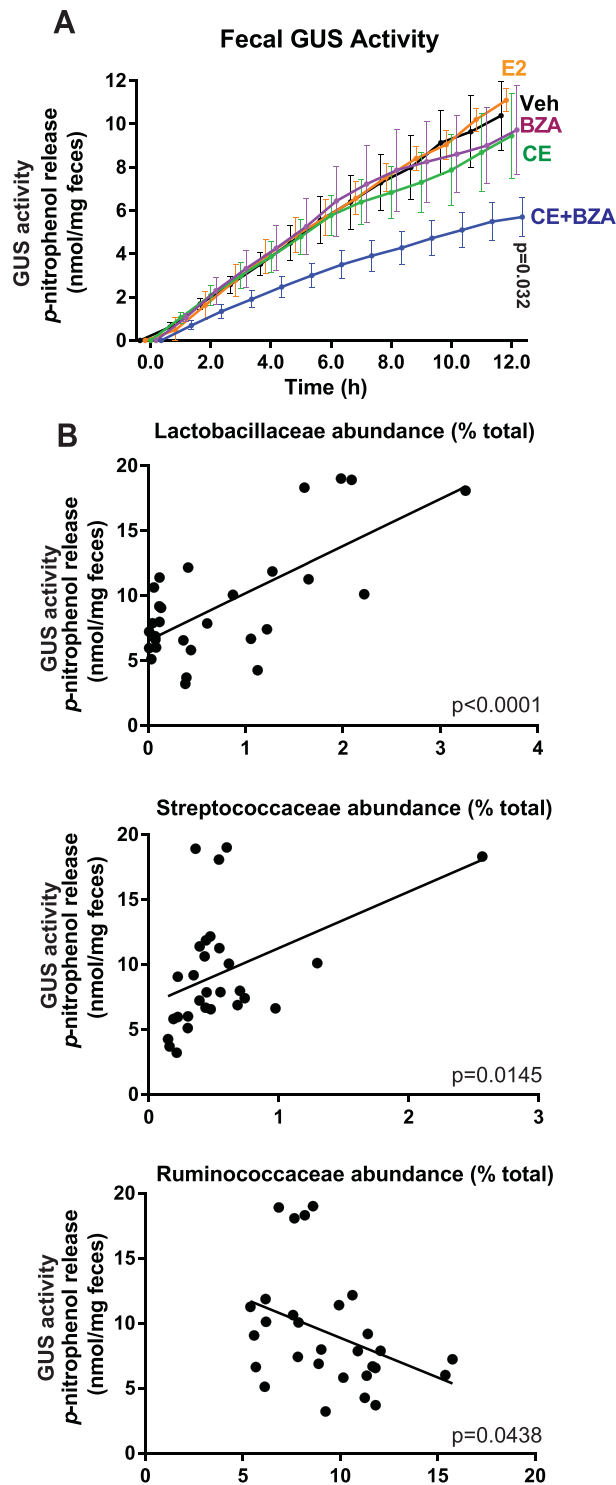 A
Fecal GUS Activity
GUS activity
p-nitrophenol release
(nmol/mg feces)
12
10
8
6
4
2
0
0.0 2.0 4.0 6.0 8.0 10.0 12.0
Time (h)
E2
Veh
BZA
CE
CE+BZA
p=0.032
B
Lactobacillaceae abundance (% total)
GUS activity
p-nitrophenol release
(nmol/mg feces)
20
15
10
5
0
p<0.0001
0 1 2 3 4
Streptococcaceae abundance (% total)
GUS activity
p-nitrophenol release
(nmol/mg feces)
20
15
10
5
0
p=0.0145
0 1 2 3
Ruminococcaceae abundance (% total)
GUS activity
p-nitrophenol release
(nmol/mg feces)
20
15
10
5
0
p=0.0438
0 5 10 15 20